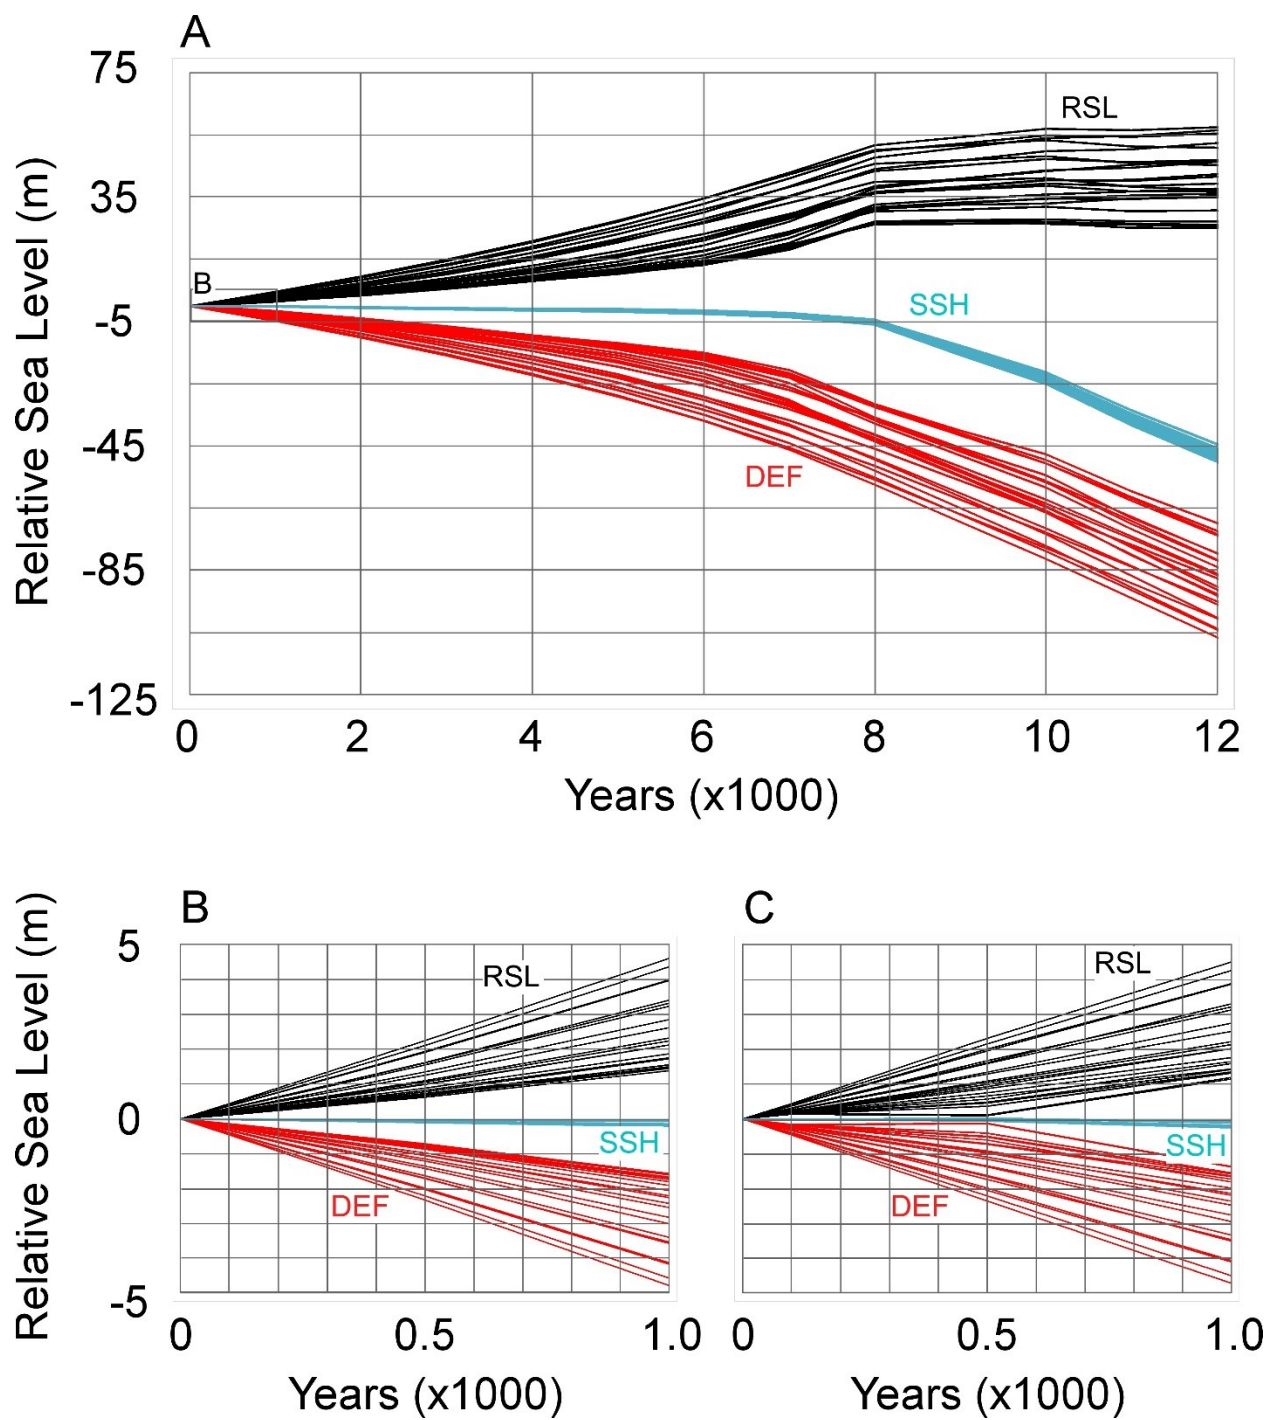 A
75
35
-5
-45
-85
-125
Relative Sea Level (m)
RSL
B
SSH
DEF
0 2 4 6 8 10 12
Years (x1000)
B
5
0
-5
Relative Sea Level (m)
RSL
SSH
DEF
0 0.5 1.0
Years (x1000)
C
RSL
SSH
DEF
0 0.5 1.0
Years (x1000)